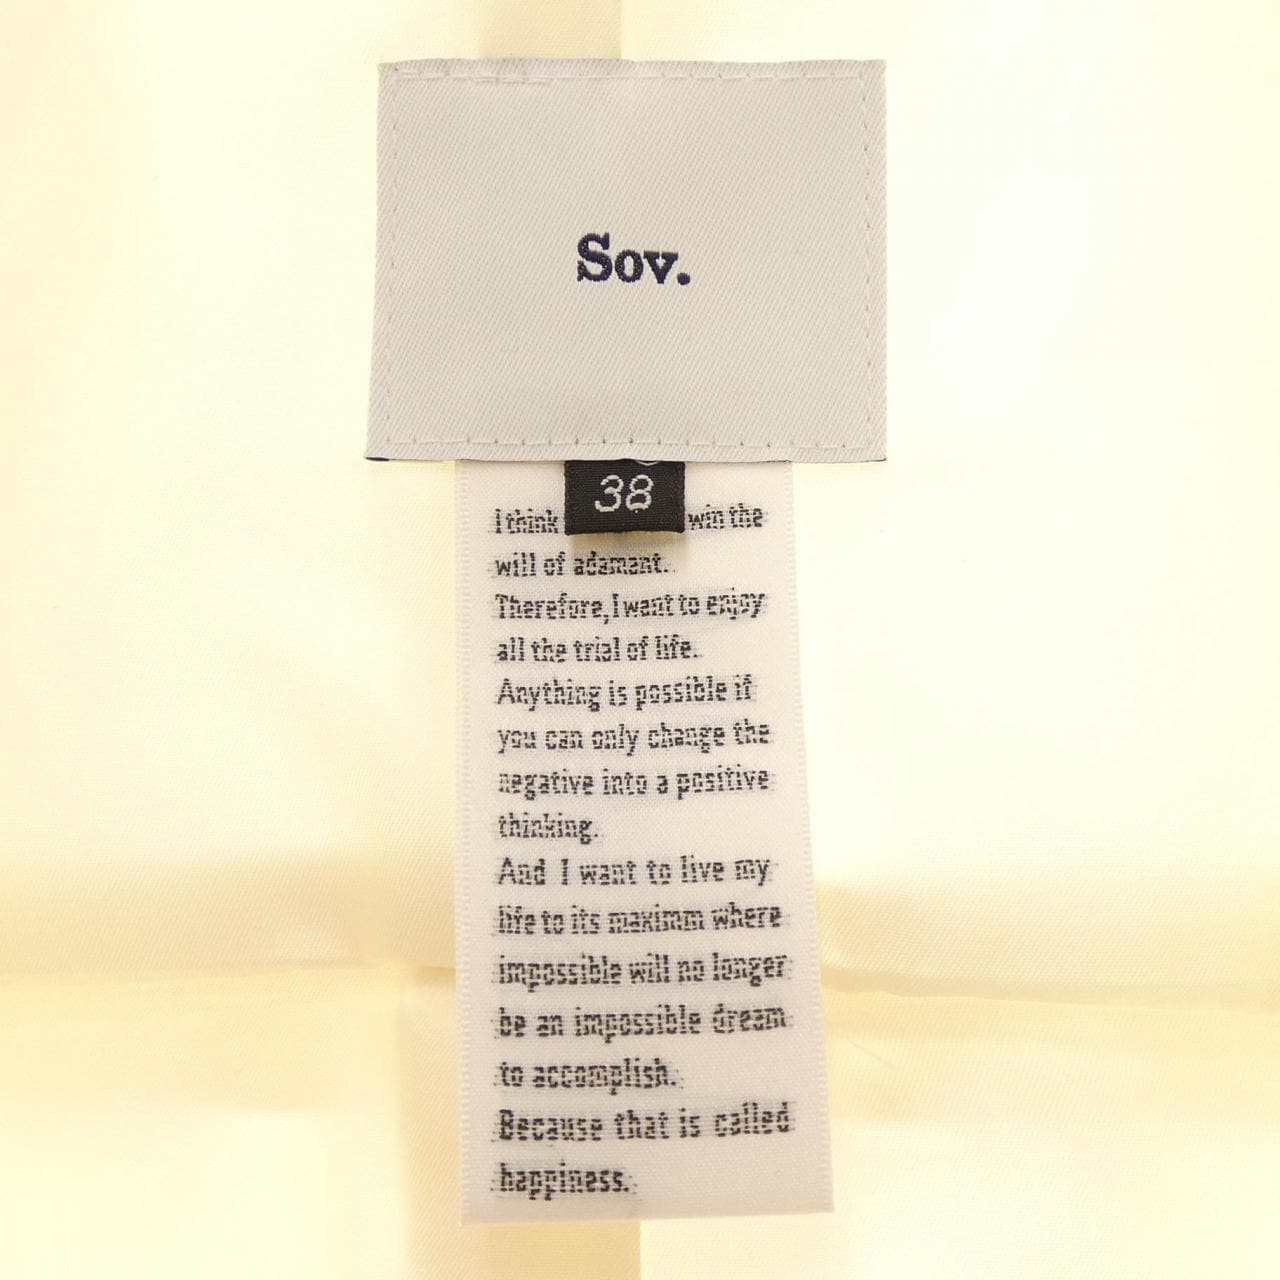 Sov.
38
I think win the
will of adamant.
Therefore, I want to enjoy
all the trial of life.
Anything is possible if
you can only change the
negative into a positive
thinking.
And I want to live my
life to its maximm where
impossible will no longer
be an impossible dream
to accomplish.
Because that is called
happiness.